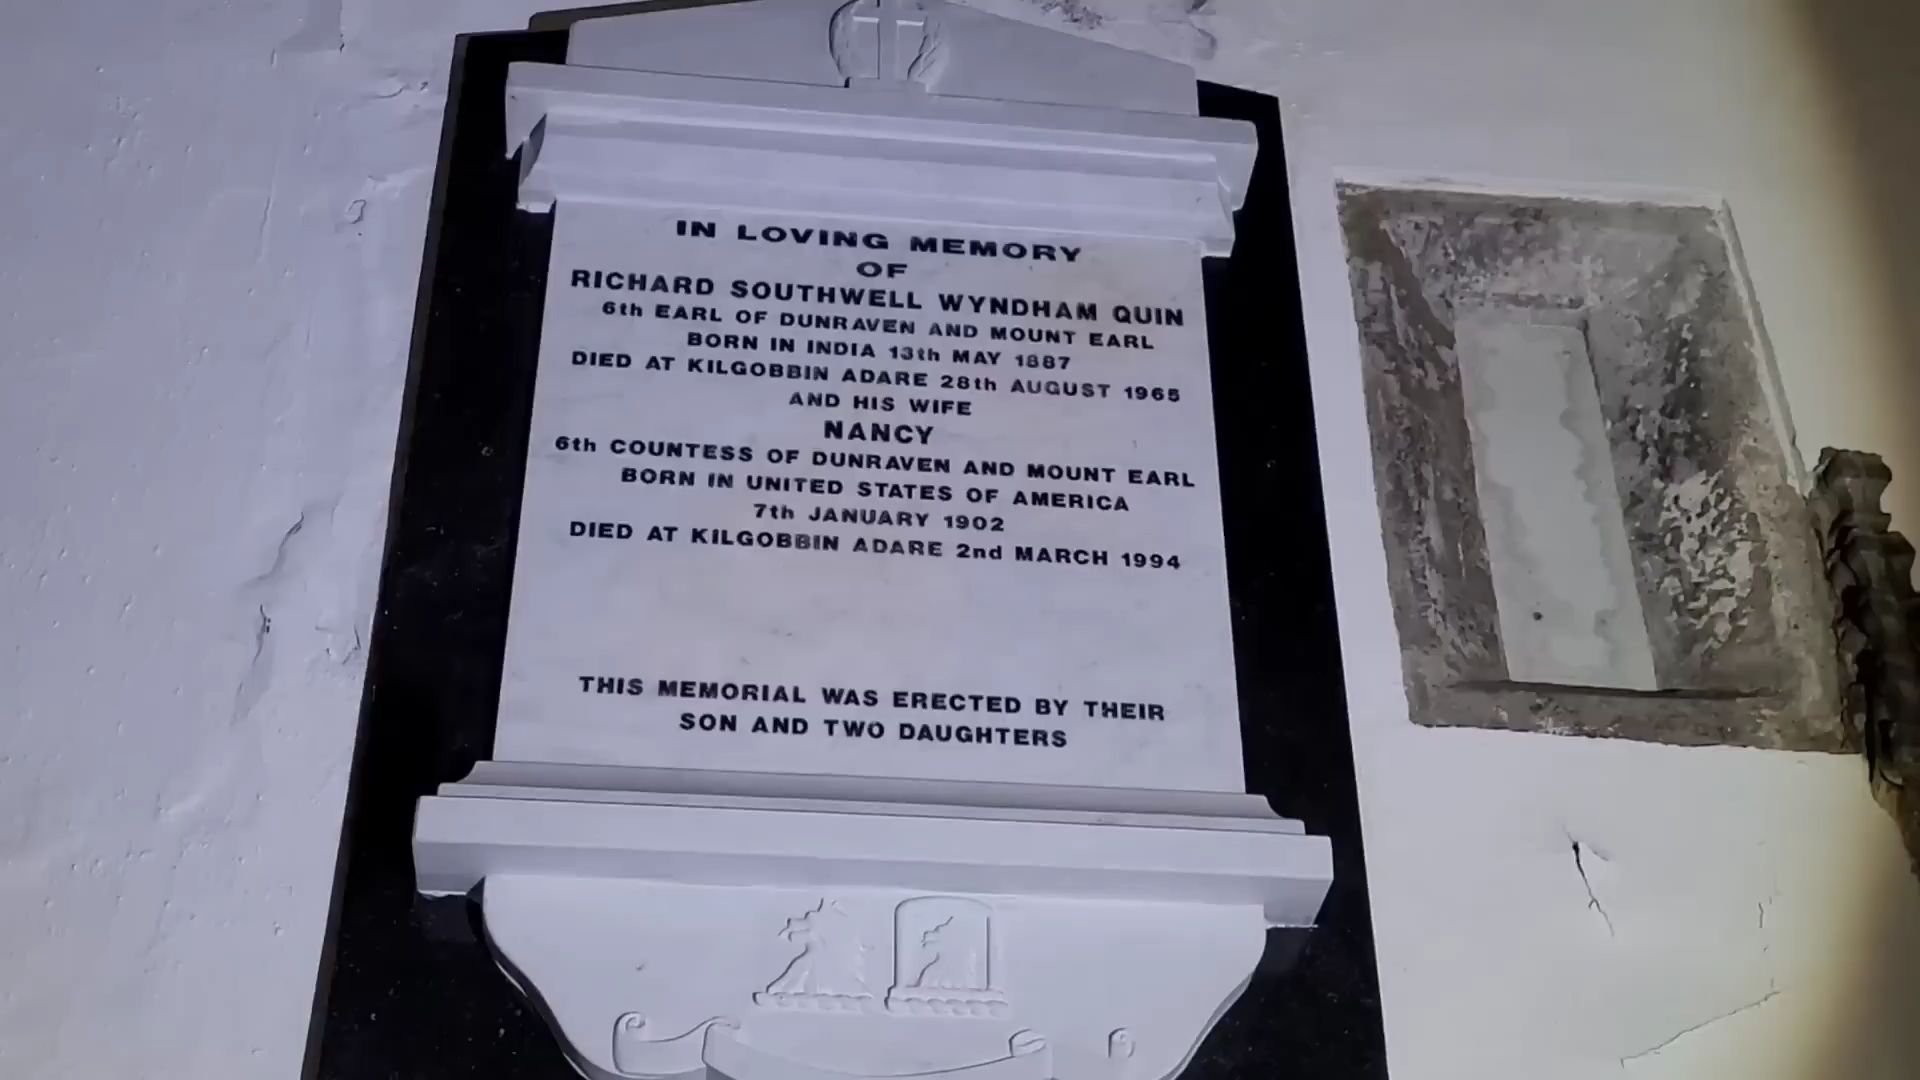 IN LOVING MEMORY
OF
RICHARD SOUTHWELL WYNDHAM QUIN
6th EARL OF DUNRAVEN AND MOUNT EARL
BORN IN INDIA 13th MAY 1887
DIED AT KILGOBBIN ADARE 28th AUGUST 1965
AND HIS WIFE
NANCY
6th COUNTESS OF DUNRAVEN AND MOUNT EARL
BORN IN UNITED STATES OF AMERICA
7th JANUARY 1902
DIED AT KILGOBBIN ADARE 2nd MARCH 1994
THIS MEMORIAL WAS ERECTED BY THEIR
SON AND TWO DAUGHTERS